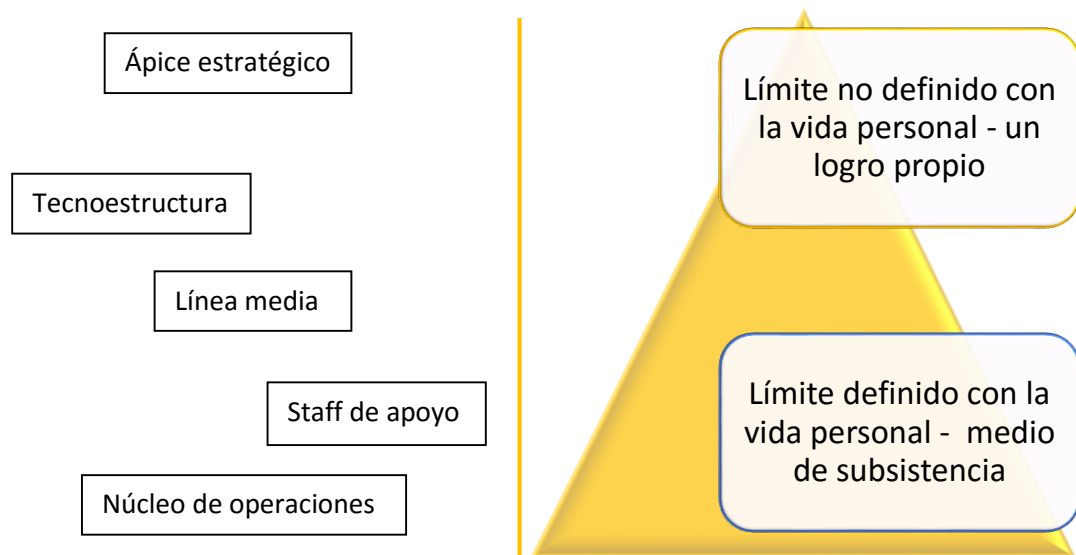 Ápice estratégico
Tecnoestructura
Línea media
Staff de apoyo
Núcleo de operaciones
Límite no definido con
la vida personal - un
logro propio
Límite definido con la
vida personal -  medio
de subsistencia